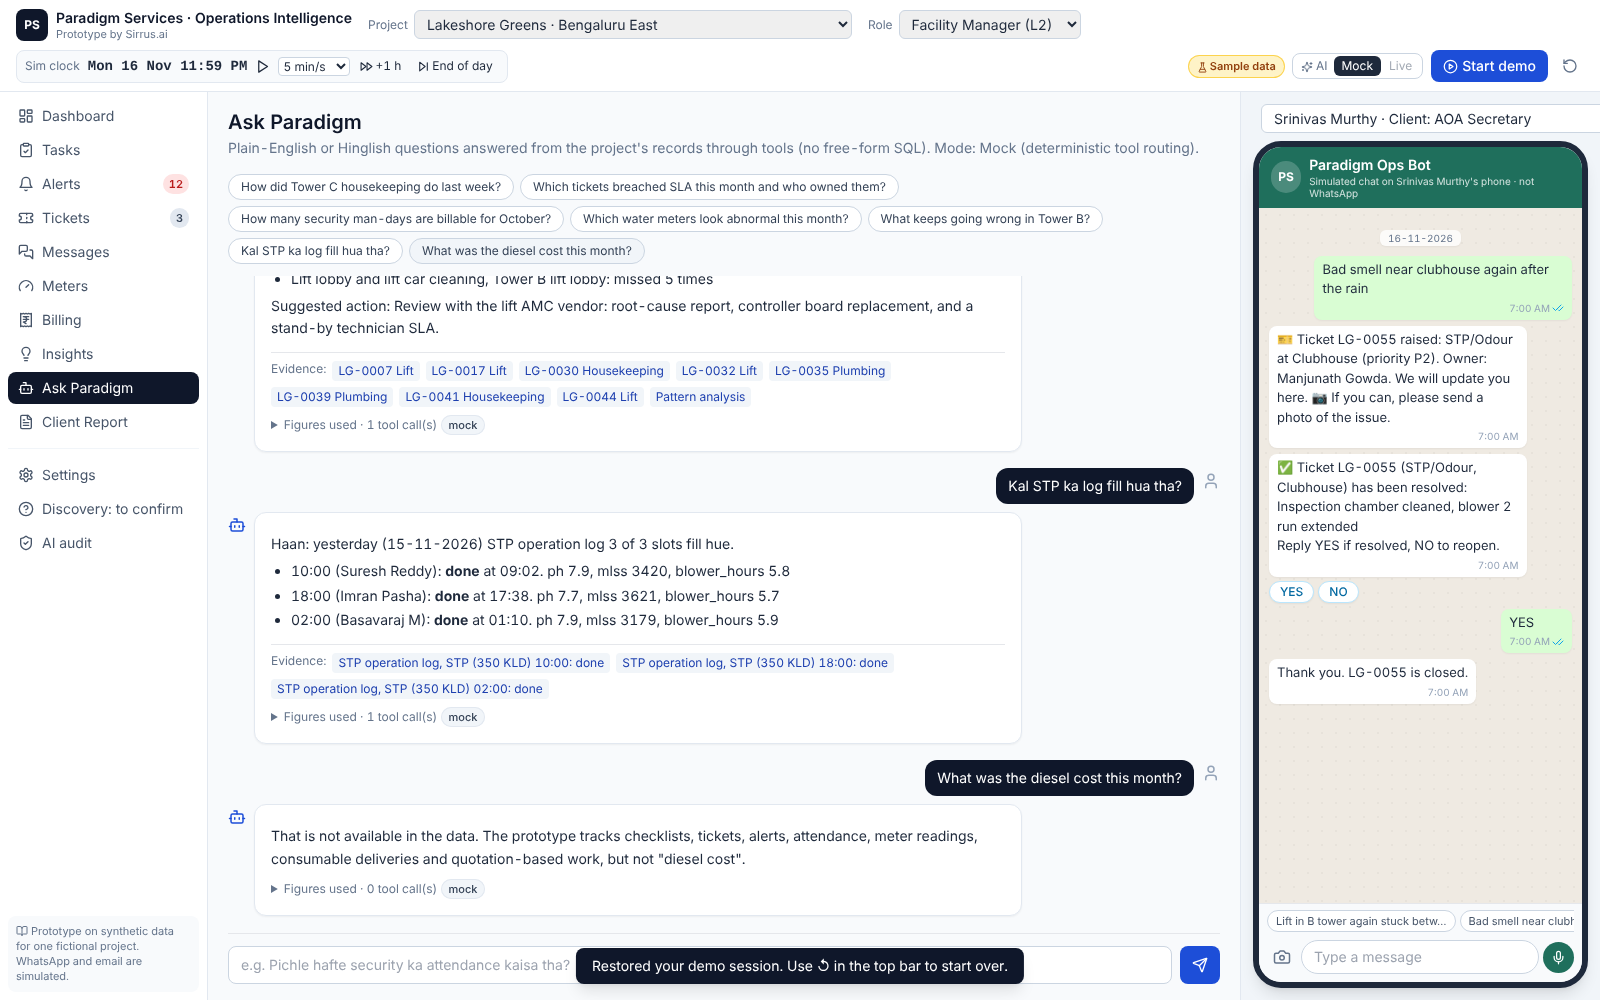 PS
Paradigm Services · Operations Intelligence
Prototype by Sirrus.ai
Project
Lakeshore Greens · Bengaluru East
Role
Facility Manager (L2)
Sim clock
Mon 16 Nov 11:59 PM
5 min/s
+1 h
End of day
Sample data
AI
Mock
Live
Start demo
Dashboard
Tasks
Alerts
12
Tickets
3
Messages
Meters
Billing
Insights
Ask Paradigm
Client Report
Settings
Discovery: to confirm
AI audit
Prototype on synthetic data
for one fictional project.
WhatsApp and email are
simulated.
Ask Paradigm
Plain-English or Hinglish questions answered from the project's records through tools (no free-form SQL). Mode: Mock (deterministic tool routing).
How did Tower C housekeeping do last week?
Which tickets breached SLA this month and who owned them?
How many security man-days are billable for October?
Which water meters look abnormal this month?
What keeps going wrong in Tower B?
Kal STP ka log fill hua tha?
What was the diesel cost this month?
• Lift lobby and lift car cleaning, Tower B lift lobby: missed 5 times
Suggested action: Review with the lift AMC vendor: root-cause report, controller board replacement, and a
stand-by technician SLA.
Evidence:
LG-0007 Lift
LG-0017 Lift
LG-0030 Housekeeping
LG-0032 Lift
LG-0035 Plumbing
LG-0039 Plumbing
LG-0041 Housekeeping
LG-0044 Lift
Pattern analysis
Figures used · 1 tool call(s)
mock
Kal STP ka log fill hua tha?
Haan: yesterday (15-11-2026) STP operation log 3 of 3 slots fill hue.
• 10:00 (Suresh Reddy): done at 09:02. ph 7.9, mlss 3420, blower_hours 5.8
• 18:00 (Imran Pasha): done at 17:38. ph 7.7, mlss 3621, blower_hours 5.7
• 02:00 (Basavaraj M): done at 01:10. ph 7.9, mlss 3179, blower_hours 5.9
Evidence:
STP operation log, STP (350 KLD) 10:00: done
STP operation log, STP (350 KLD) 18:00: done
STP operation log, STP (350 KLD) 02:00: done
Figures used · 1 tool call(s)
mock
What was the diesel cost this month?
That is not available in the data. The prototype tracks checklists, tickets, alerts, attendance, meter readings,
consumable deliveries and quotation-based work, but not "diesel cost".
Figures used · 0 tool call(s)
mock
e.g. Pichle hafte security ka attendance kaisa tha?
Restored your demo session. Use ↺ in the top bar to start over.
Srinivas Murthy · Client: AOA Secretary
PS
Paradigm Ops Bot
Simulated chat on Srinivas Murthy's phone · not
WhatsApp
16-11-2026
Bad smell near clubhouse again after
the rain
7:00 AM
🎫 Ticket LG-0055 raised: STP/Odour
at Clubhouse (priority P2). Owner:
Manjunath Gowda. We will update you
here. 📷 If you can, please send a
photo of the issue.
7:00 AM
✅ Ticket LG-0055 (STP/Odour,
Clubhouse) has been resolved:
Inspection chamber cleaned, blower 2
run extended
Reply YES if resolved, NO to reopen.
7:00 AM
YES
NO
YES
7:00 AM
Thank you. LG-0055 is closed.
7:00 AM
Lift in B tower again stuck betw...
Bad smell near clubh
Type a message